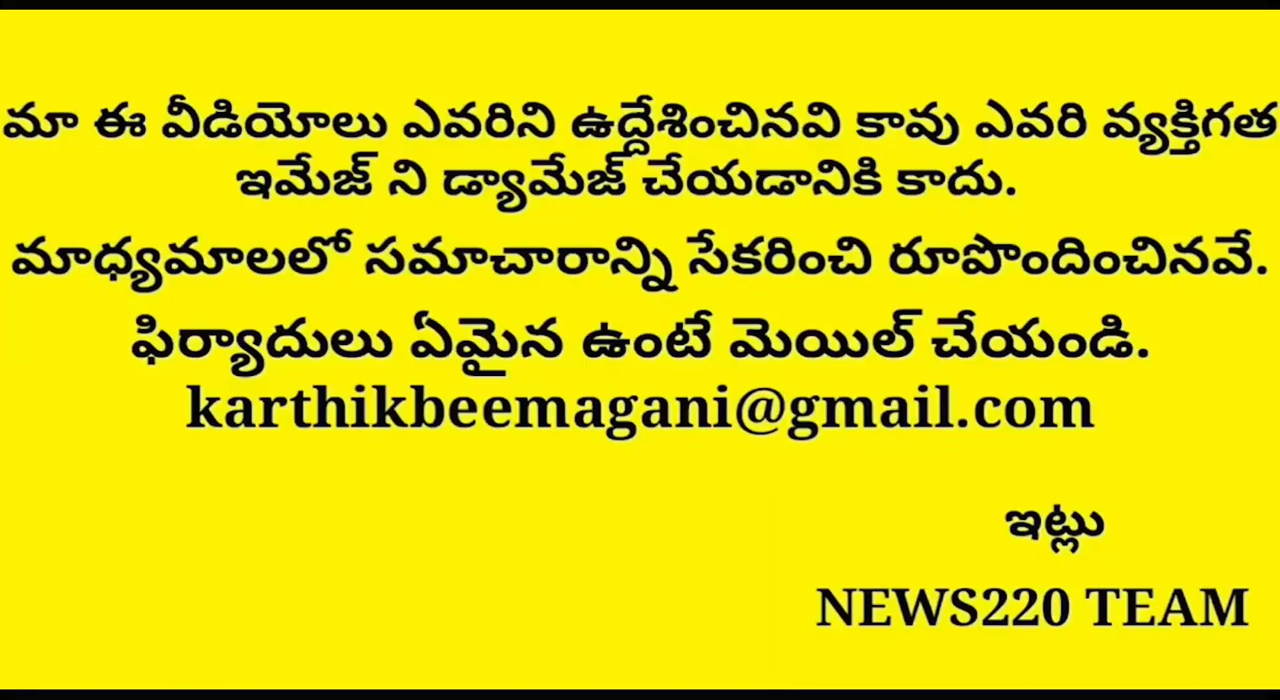 మా ఈ వీడియోలు ఎవరిని ఉద్దేశించినవి కావు ఎవరి వ్యక్తిగత
ఇమేజ్ ని డ్యామేజ్ చేయడానికి కాదు.
మాధ్యమాలలో సమాచారాన్ని సేకరించి రూపొందించినవే.
ఫిర్యాదులు ఏమైన ఉంటే మెయిల్ చేయండి.
karthikbeemagani@gmail.com
ఇట్లు
NEWS220 TEAM